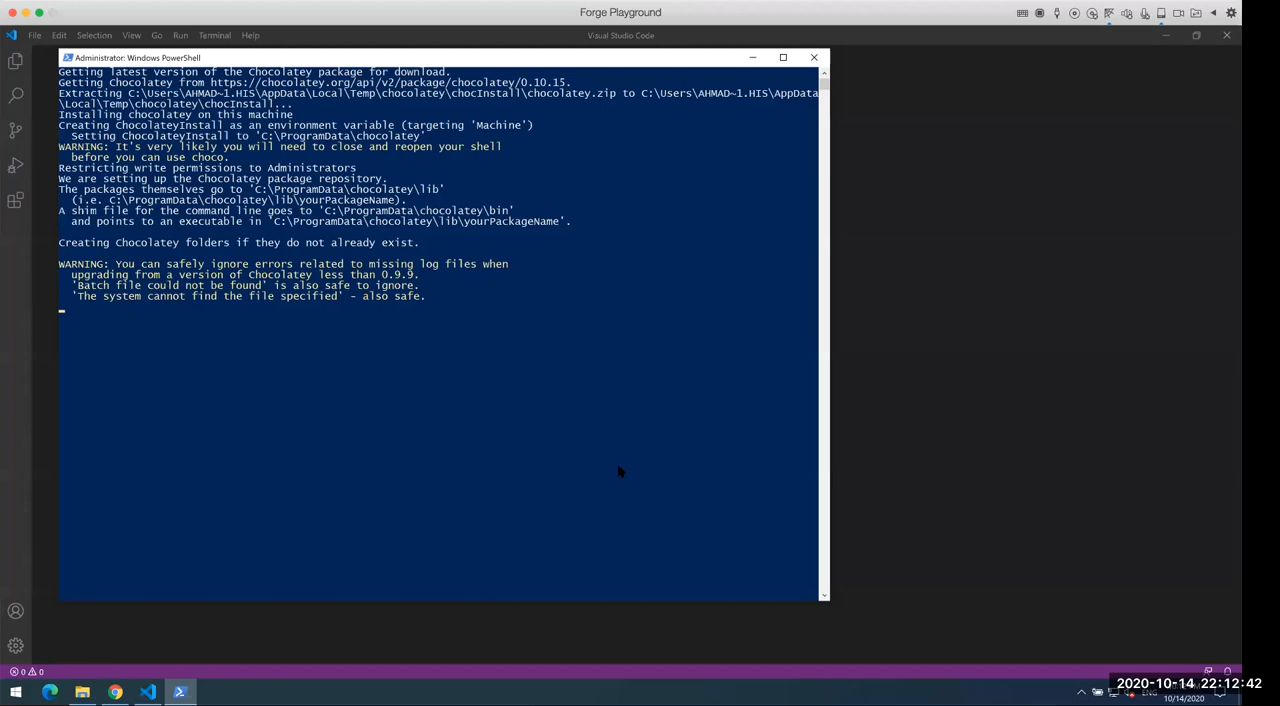 Forge Playground
File Edit Selection View Go Run Terminal Help
Visual Studio Code
Administrator: Windows PowerShell
Getting latest version of the Chocolatey package for download.
Getting Chocolatey from https://chocolatey.org/api/v2/package/chocolatey/0.10.15.
Extracting C:\Users\AHMAD~1.HIS\AppData\Local\Temp\chocolatey\chocInstall\chocolatey.zip to C:\Users\AHMAD~1.HIS\AppData
\Local\Temp\chocolatey\chocInstall...
Installing chocolatey on this machine
Creating ChocolateyInstall as an environment variable (targeting 'Machine')
Setting ChocolateyInstall to 'C:\ProgramData\chocolatey'
WARNING: It's very likely you will need to close and reopen your shell
before you can use choco.
Restricting write permissions to Administrators
We are setting up the Chocolatey package repository.
The packages themselves go to 'C:\ProgramData\chocolatey\lib'
(i.e. C:\ProgramData\chocolatey\lib\yourPackageName).
A shim file for the command line goes to 'C:\ProgramData\chocolatey\bin'
and points to an executable in 'C:\ProgramData\chocolatey\lib\yourPackageName'.
Creating Chocolatey folders if they do not already exist.
WARNING: You can safely ignore errors related to missing log files when
upgrading from a version of Chocolatey less than 0.9.9.
'Batch file could not be found' is also safe to ignore.
'The system cannot find the file specified' - also safe.
0 0
2020-10-14 22:12:42
ENG
10/14/2020